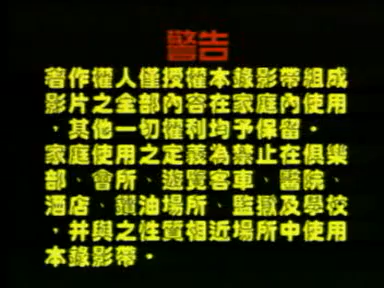 警告
著作權人僅授權本錄影帶組成
影片之全部內容在家庭內使用
，其他一切權利均予保留。
家庭使用之定義為禁止在俱樂
部、會所、遊覽客車、醫院、
酒店、鑽油場所、監獄及學校
，并與之性質相近場所中使用
本錄影帶。